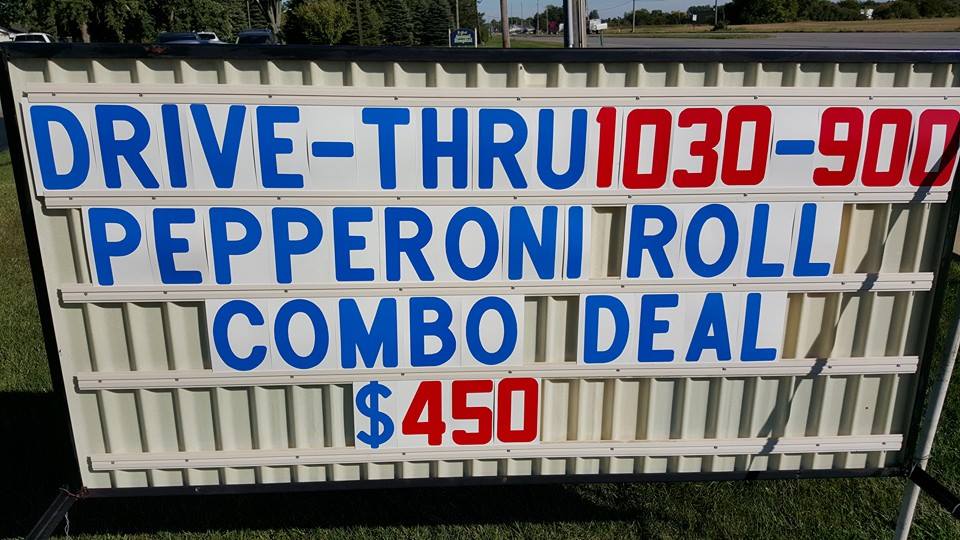 DRIVE-THRU 1030-900
PEPPERONI ROLL
COMBO DEAL
$450